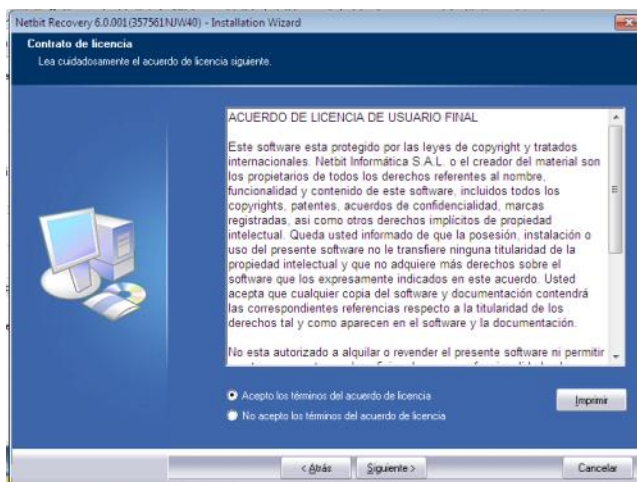 Netbit Recovery 6.0.001(357561NJW40) - Installation Wizard
Contrato de licencia
Lea cuidadosamente el acuerdo de licencia siguiente.
ACUERDO DE LICENCIA DE USUARIO FINAL
Este software esta protegido por las leyes de copyright y tratados
internacionales. Netbit Informática S.A.L. o el creador del material son
los propietarios de todos los derechos referentes al nombre,
funcionalidad y contenido de este software, incluidos todos los
copyrights, patentes, acuerdos de confidencialidad, marcas
registradas, asi como otros derechos implícitos de propiedad
intelectual. Queda usted informado de que la posesión, instalación o
uso del presente software no le transfiere ninguna titularidad de la
propiedad intelectual y que no adquiere más derechos sobre el
software que los expresamente indicados en este acuerdo. Usted
acepta que cualquier copia del software y documentación contendrá
las correspondientes referencias respecto a la titularidad de los
derechos tal y como aparecen en el software y la documentación.
No esta autorizado a alquilar o revender el presente software ni permitir
Acepto los términos del acuerdo de licencia
No acepto los términos del acuerdo de licencia
Imprimir
< Atrás
Siguiente >
Cancelar